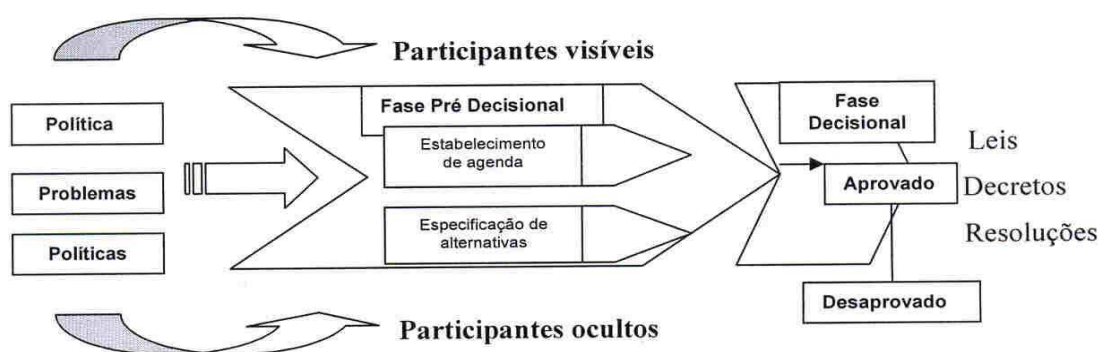 Participantes visíveis
Política
Problemas
Políticas
Fase Pré Decisional
Estabelecimento
de agenda
Especificação de
alternativas
Fase
Decisional
Aprovado
Desaprovado
Leis
Decretos
Resoluções
Participantes ocultos